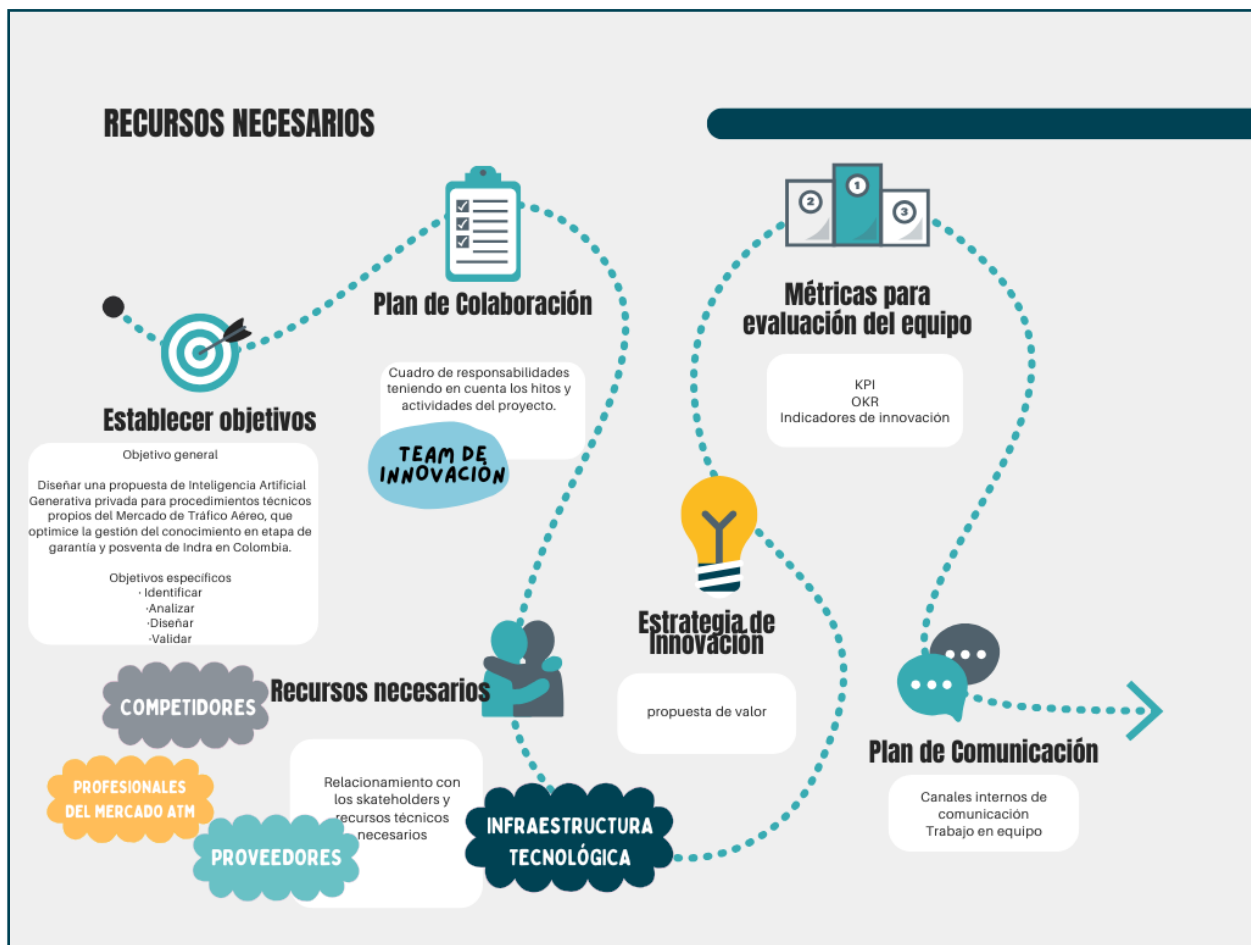 RECURSOS NECESARIOS
Establecer objetivos
Objetivo general
Diseñar una propuesta de Inteligencia Artificial
Generativa privada para procedimientos técnicos
propios del Mercado de Tráfico Aéreo, que
optimice la gestión del conocimiento en etapa de
garantía y posventa de Indra en Colombia.
Objetivos específicos
· Identificar
·Analizar
·Diseñar
·Validar
Plan de Colaboración
Cuadro de responsabilidades
teniendo en cuenta los hitos y
actividades del proyecto.
TEAM DE
INNOVACIÓN
Recursos necesarios
COMPETIDORES
PROFESIONALES
DEL MERCADO ATM
PROVEEDORES
Relacionamiento con
los skateholders y
recursos técnicos
necesarios
INFRAESTRUCTURA
TECNOLÓGICA
Estrategia de
Innovación
propuesta de valor
2
1
3
Métricas para
evaluación del equipo
KPI
OKR
Indicadores de innovación
Plan de Comunicación
Canales internos de
comunicación
Trabajo en equipo